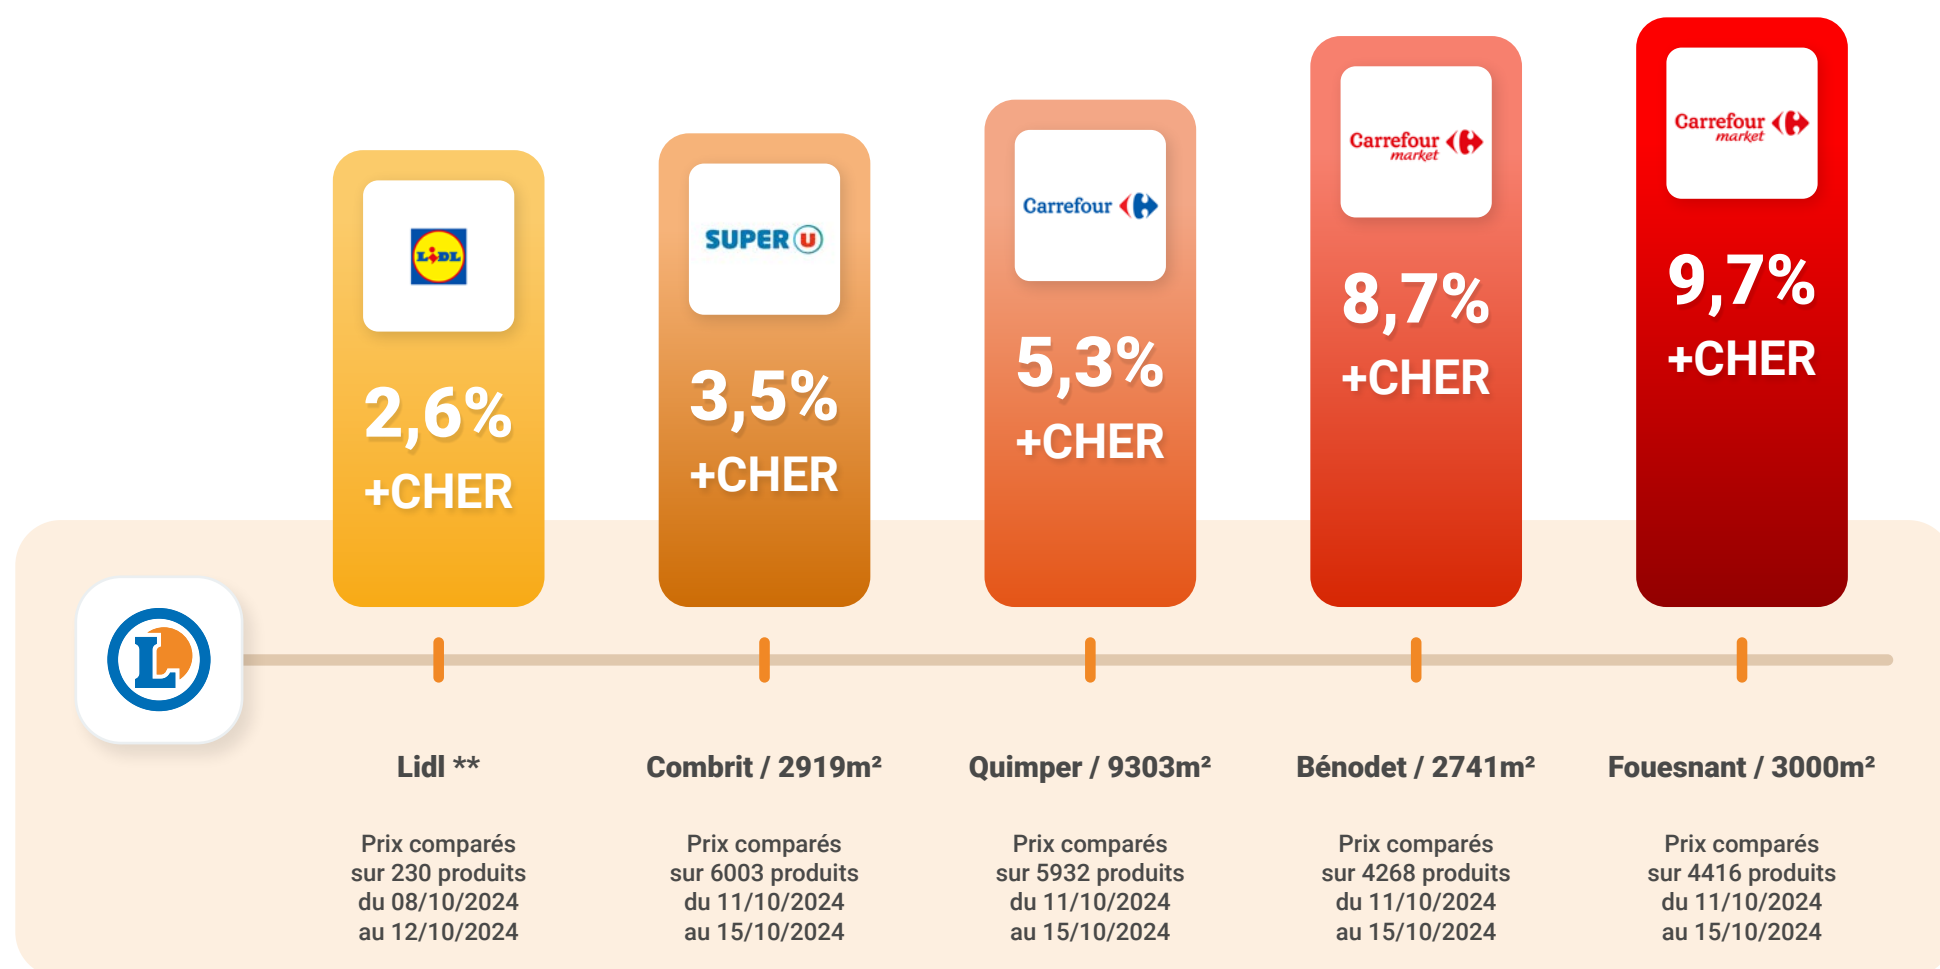 LIDL
2,6%
+CHER
SUPER U
3,5%
+CHER
Carrefour
5,3%
+CHER
Carrefour
market
8,7%
+CHER
Carrefour
market
9,7%
+CHER
L
Lidl **
Prix comparés
sur 230 produits
du 08/10/2024
au 12/10/2024
Combrit / 2919m²
Prix comparés
sur 6003 produits
du 11/10/2024
au 15/10/2024
Quimper / 9303m²
Prix comparés
sur 5932 produits
du 11/10/2024
au 15/10/2024
Bénodet / 2741m²
Prix comparés
sur 4268 produits
du 11/10/2024
au 15/10/2024
Fouesnant / 3000m²
Prix comparés
sur 4416 produits
du 11/10/2024
au 15/10/2024